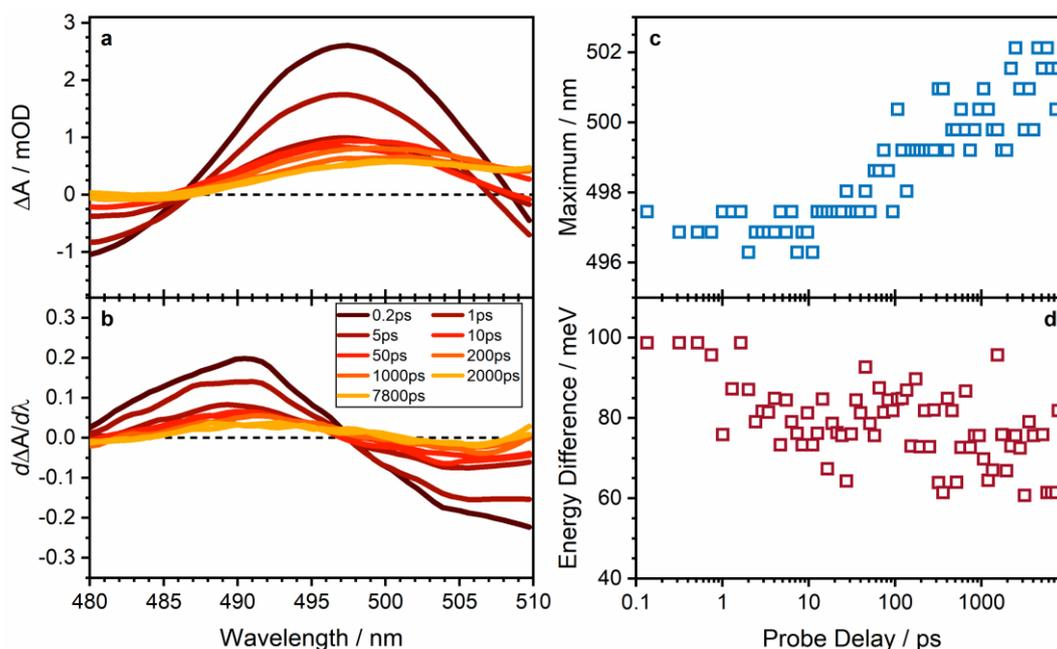 a
3
2
1
0
-1
ΔA / mOD
b
0.3
0.2
0.1
0.0
-0.1
-0.2
-0.3
dΔA/dλ
0.2ps 1ps
5ps 10ps
50ps 200ps
1000ps 2000ps
7800ps
480 485 490 495 500 505 510
Wavelength / nm
c
502
500
498
496
Maximum / nm
d
100
80
60
40
Energy Difference / meV
0.1 1 10 100 1000
Probe Delay / ps